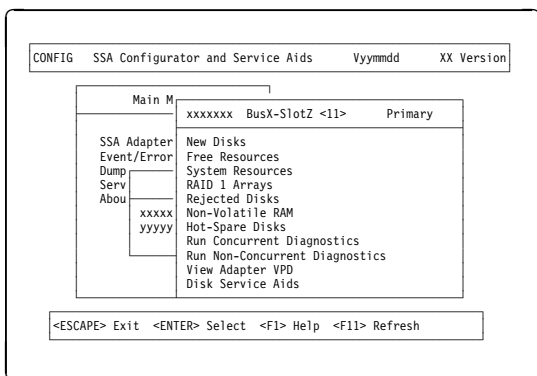 CONFIG SSA Configurator and Service Aids Vyymmdd XX Version
Main M
xxxxxxx BusX-SlotZ <11> Primary
SSA Adapter
Event/Error
Dump
Serv
Abou
xxxxx
yyyyy
New Disks
Free Resources
System Resources
RAID 1 Arrays
Rejected Disks
Non-Volatile RAM
Hot-Spare Disks
Run Concurrent Diagnostics
Run Non-Concurrent Diagnostics
View Adapter VPD
Disk Service Aids
<ESCAPE> Exit <ENTER> Select <F1> Help <F11> Refresh